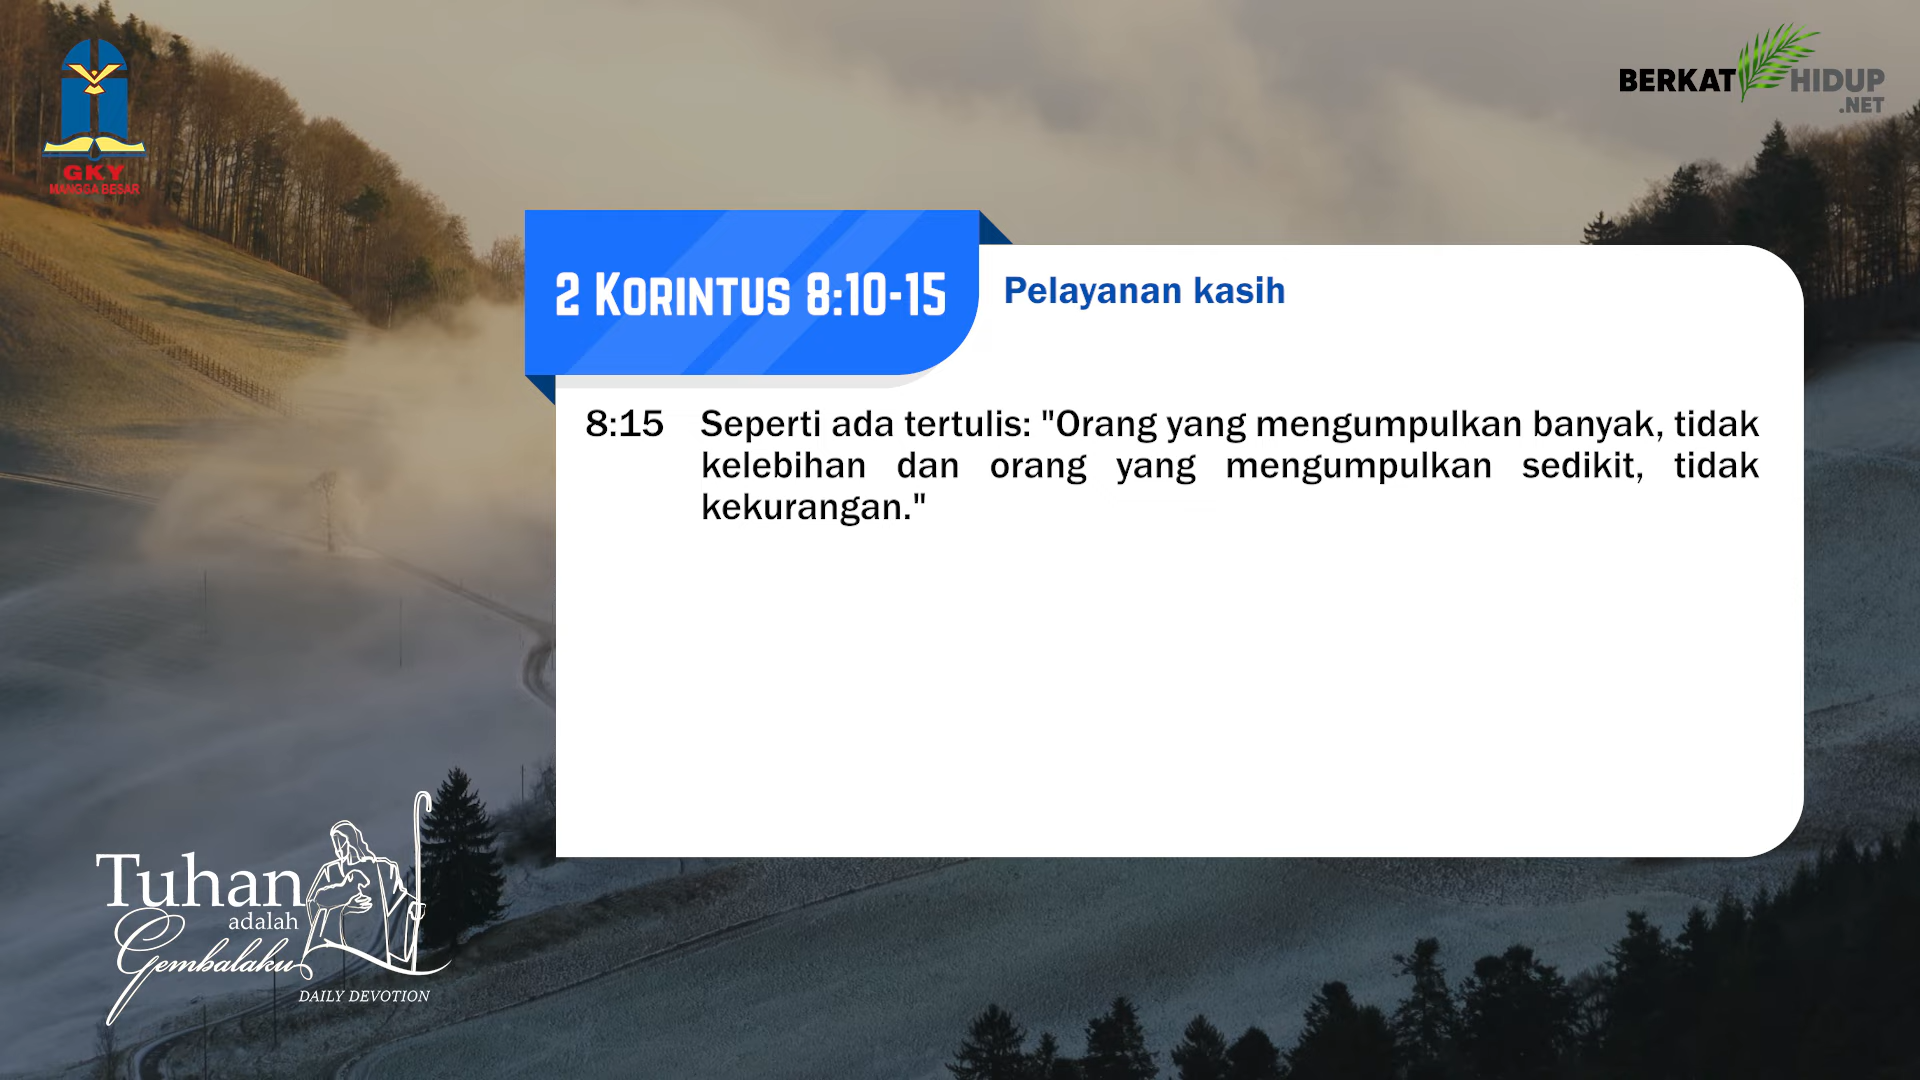 GKY
MANGGA BESAR
BERKAT HIDUP
.NET
2 KORINTUS 8:10-15
Pelayanan kasih
8:15 Seperti ada tertulis: "Orang yang mengumpulkan banyak, tidak
kelebihan dan orang yang mengumpulkan sedikit, tidak
kekurangan."
Tuhan
adalah
Gembalaku
DAILY DEVOTION